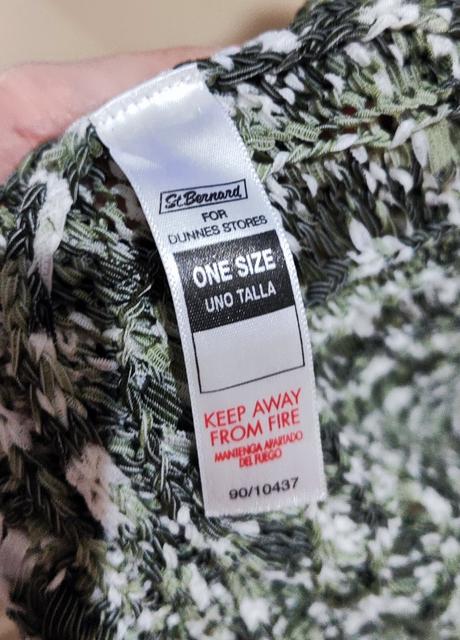 St Bernard
FOR
DUNNES STORES
ONE SIZE
UNO TALLA
KEEP AWAY
FROM FIRE
MANTENGA APARTADO
DEL FUEGO
90/10437